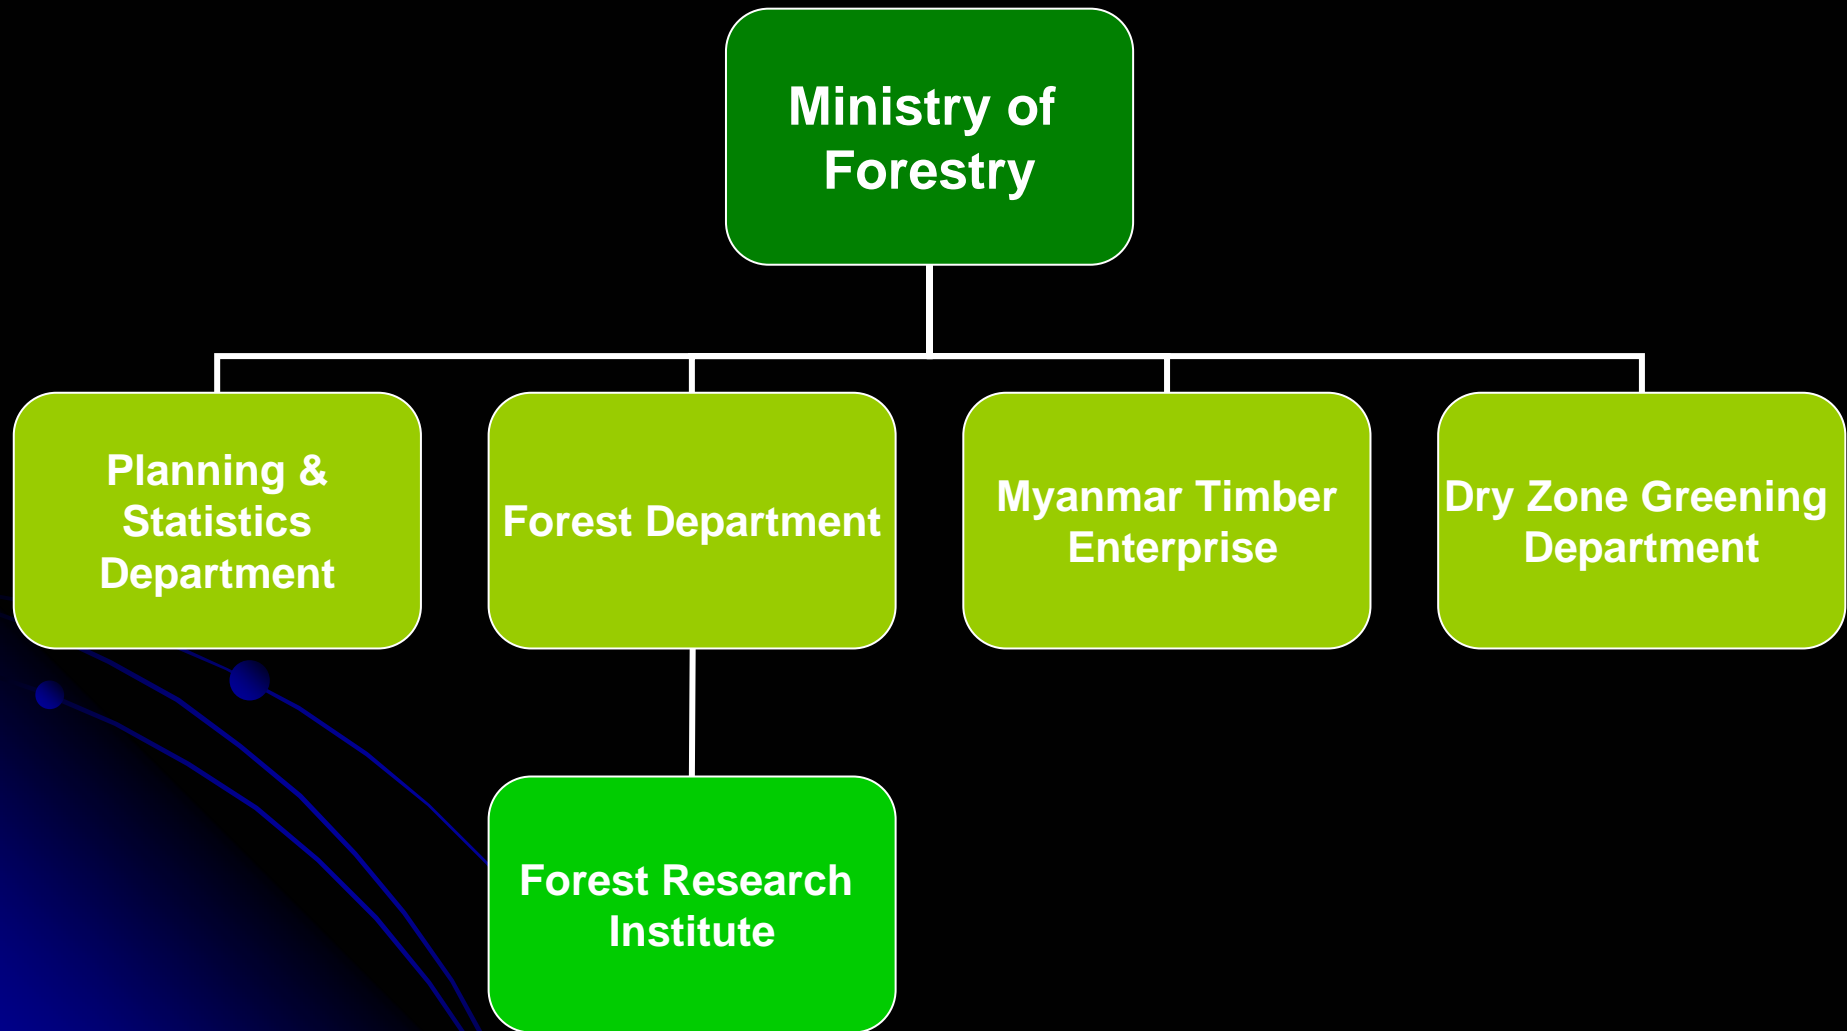 Ministry of
Forestry
Planning &
Statistics
Department
Forest Department
Myanmar Timber
Enterprise
Dry Zone Greening
Department
Forest Research
Institute